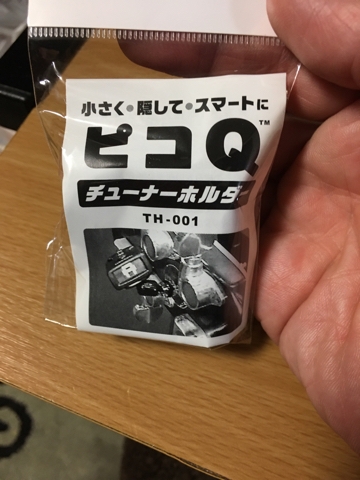 小さく・隠して・スマートに
ピコQ™
チューナーホルダー
TH-001
A